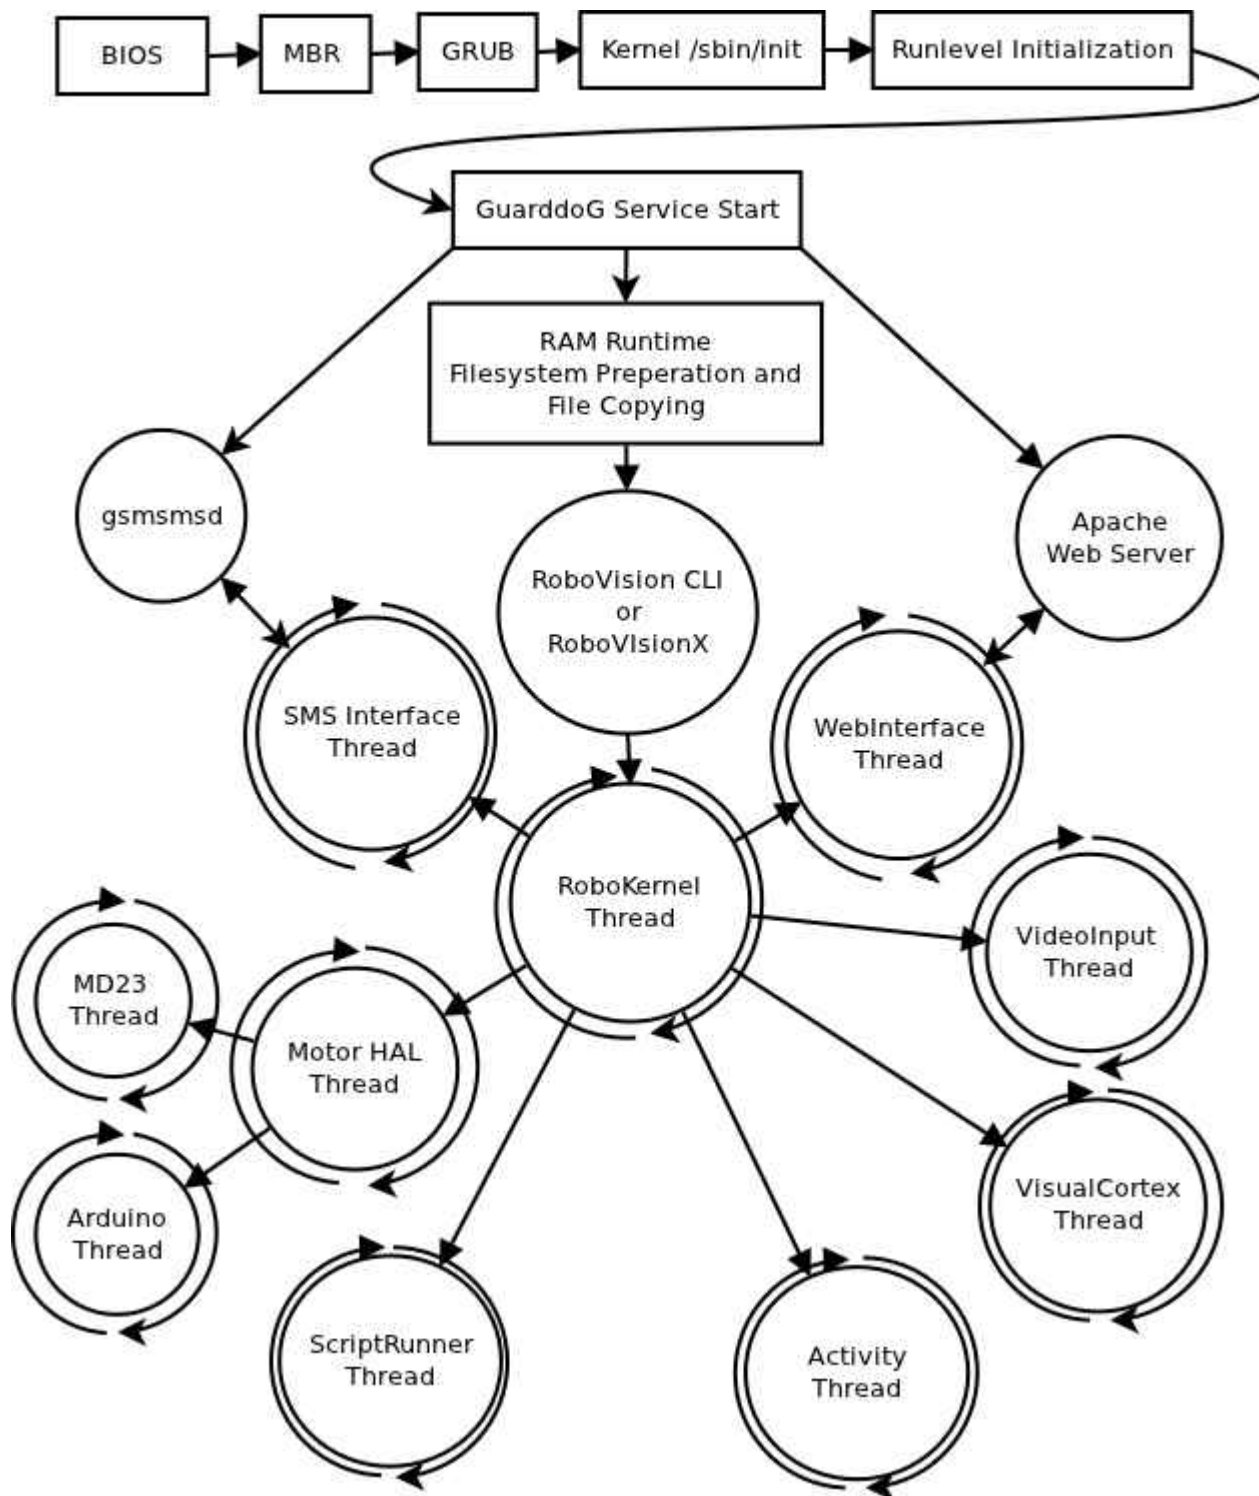 BIOS
MBR
GRUB
Kernel /sbin/init
Runlevel Initialization
GuarddoG Service Start
RAM Runtime
Filesystem Preperation and
File Copying
gsmsmsd
Apache
Web Server
RoboVision CLI
or
RoboVIsionX
SMS Interface
Thread
WebInterface
Thread
RoboKernel
Thread
VideoInput
Thread
MD23
Thread
Motor HAL
Thread
VisualCortex
Thread
Arduino
Thread
ScriptRunner
Thread
Activity
Thread